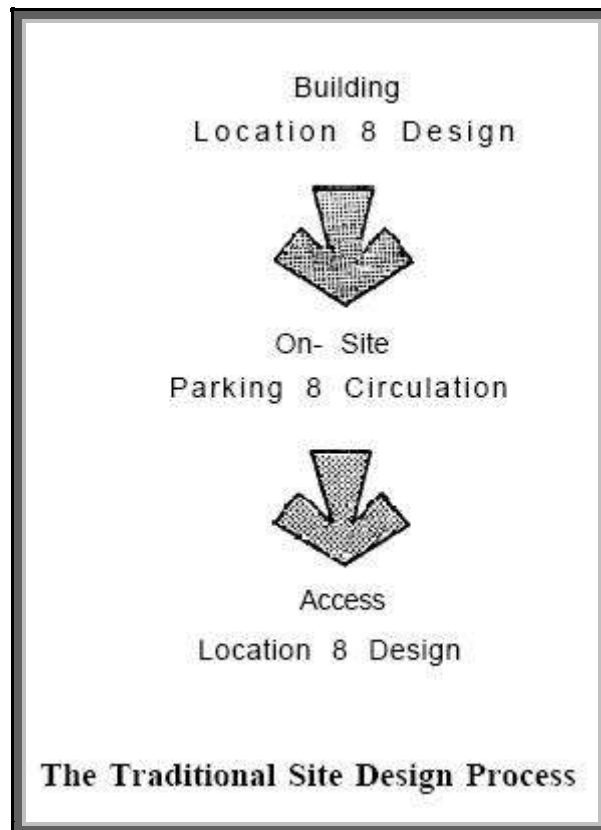 Building
Location 8 Design
On- Site
Parking 8 Circulation
Access
Location 8 Design
The Traditional Site Design Process